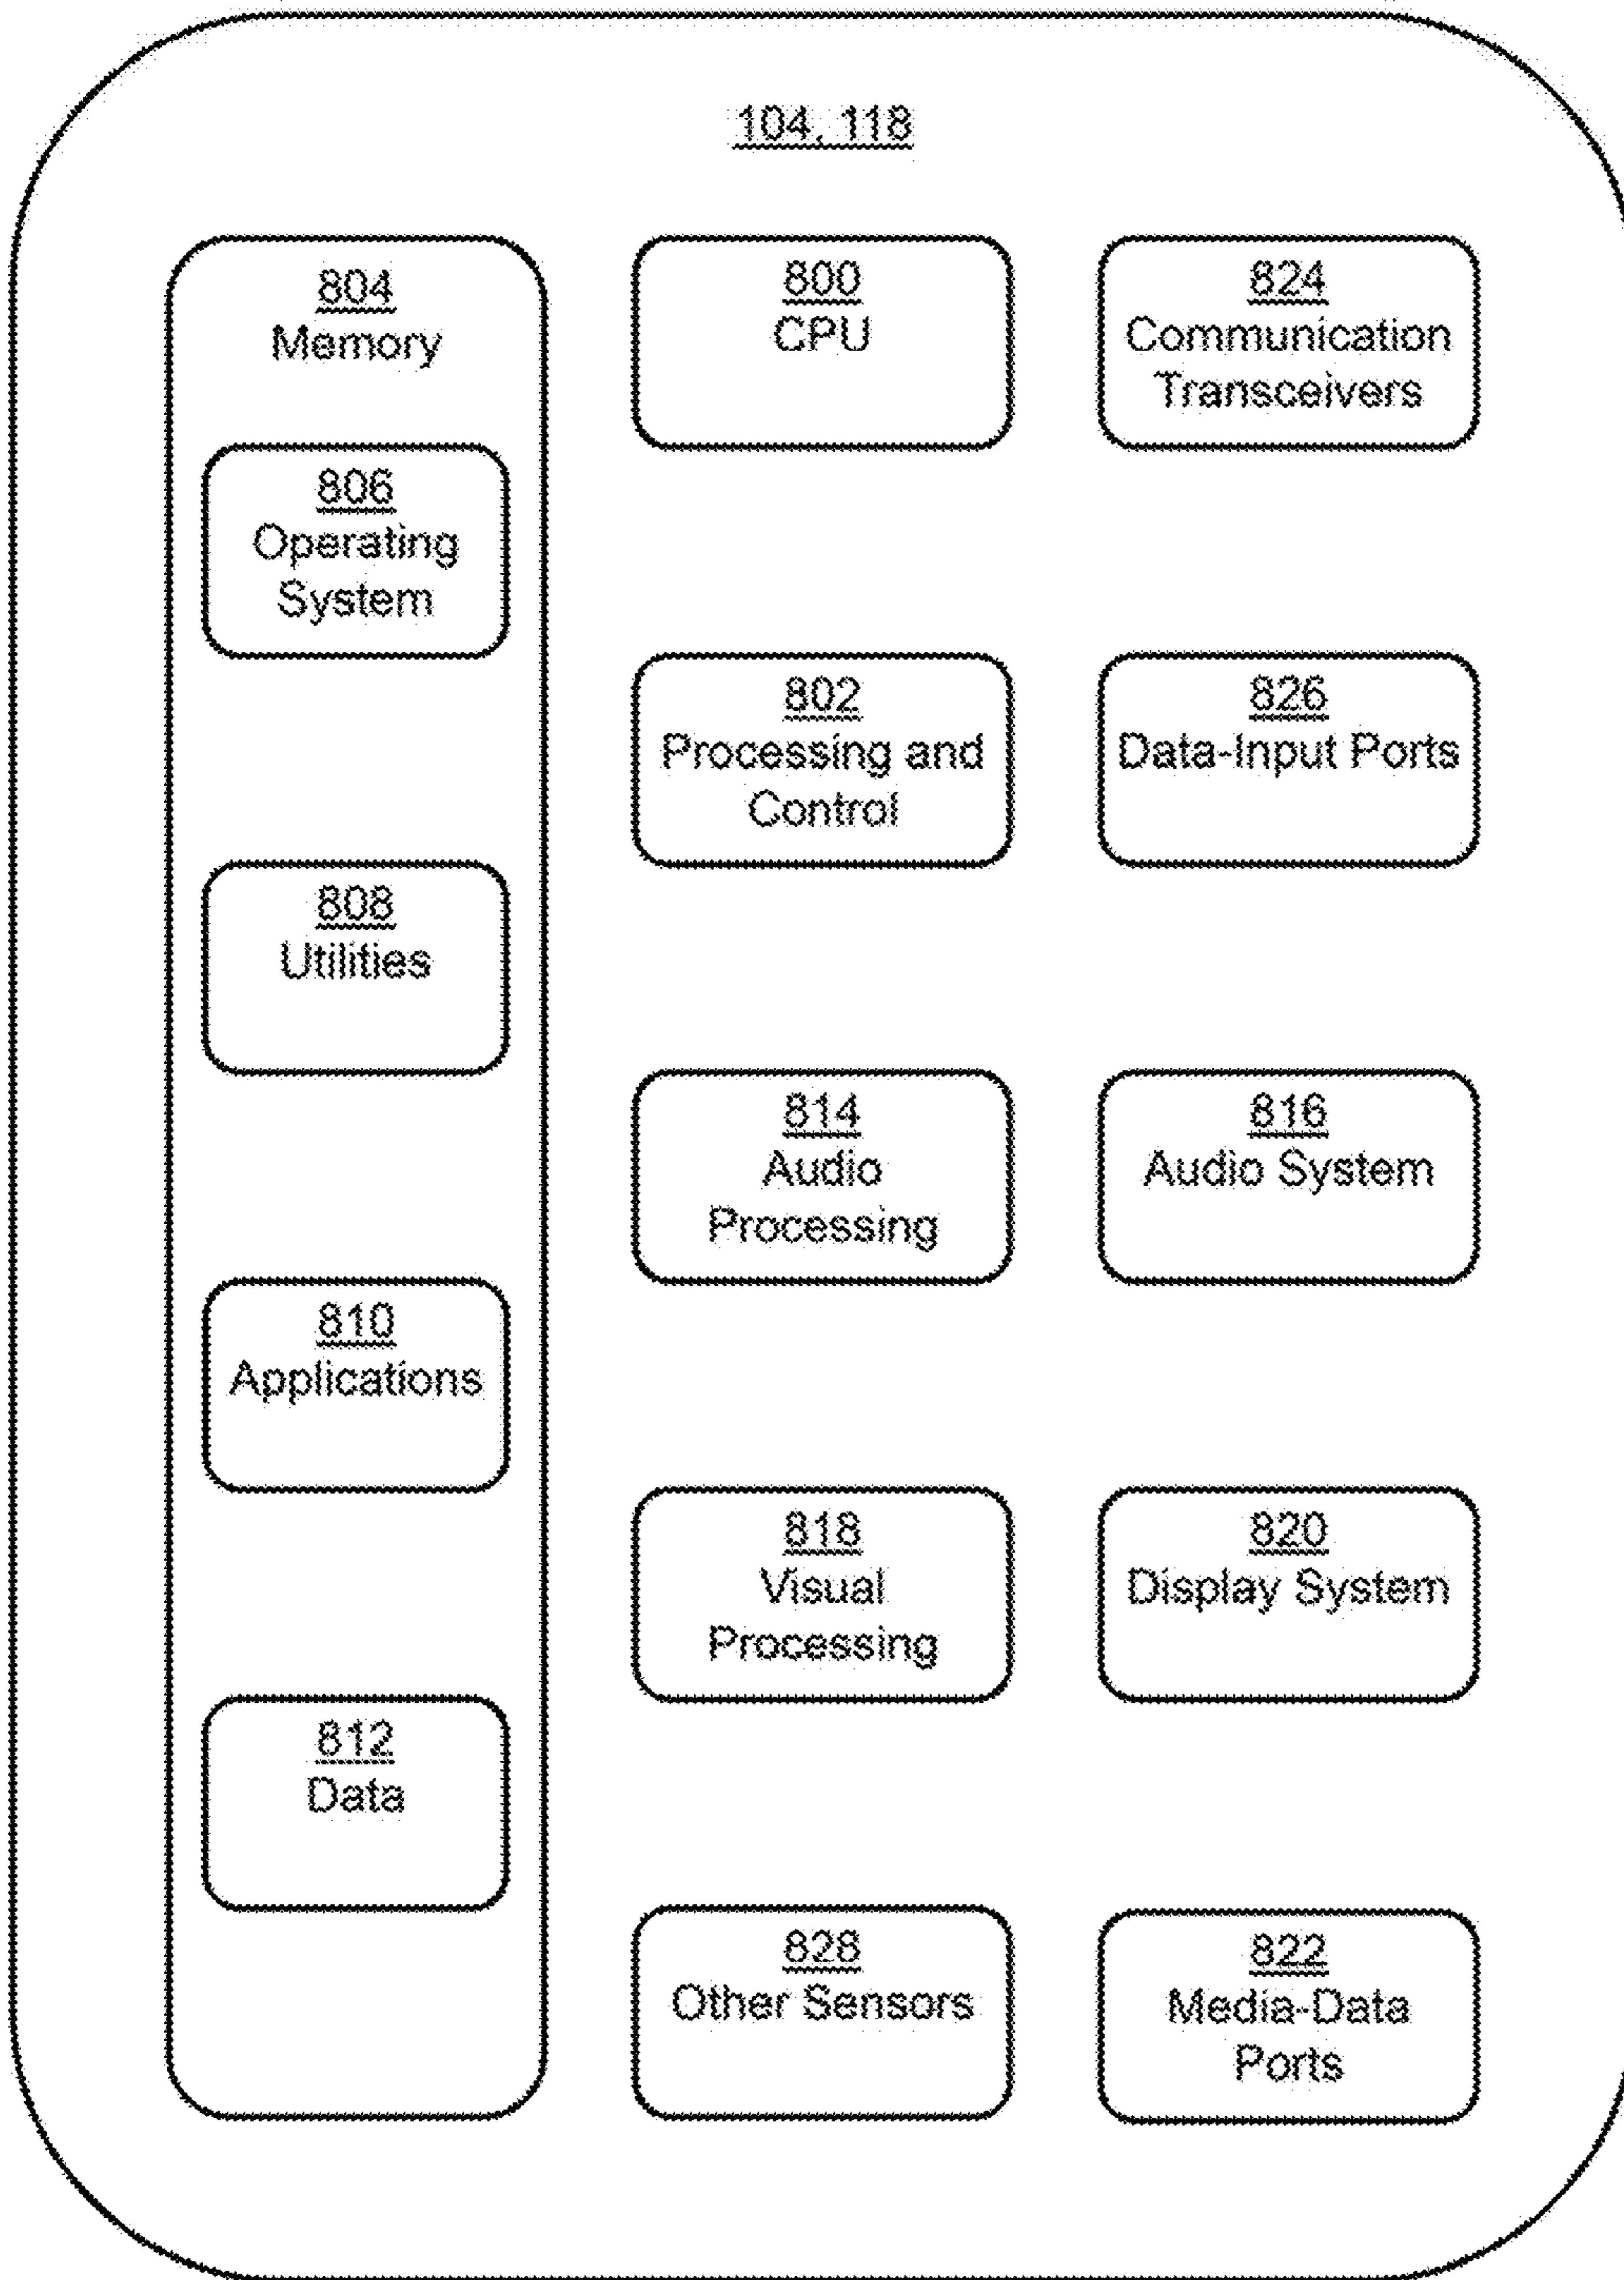 104, 118
804
Memory
806
Operating
System
808
Utilities
810
Applications
812
Data
800
CPU
802
Processing and
Control
814
Audio
Processing
818
Visual
Processing
828
Other Sensors
824
Communication
Transceivers
826
Data-Input Ports
816
Audio System
820
Display System
822
Media-Data
Ports